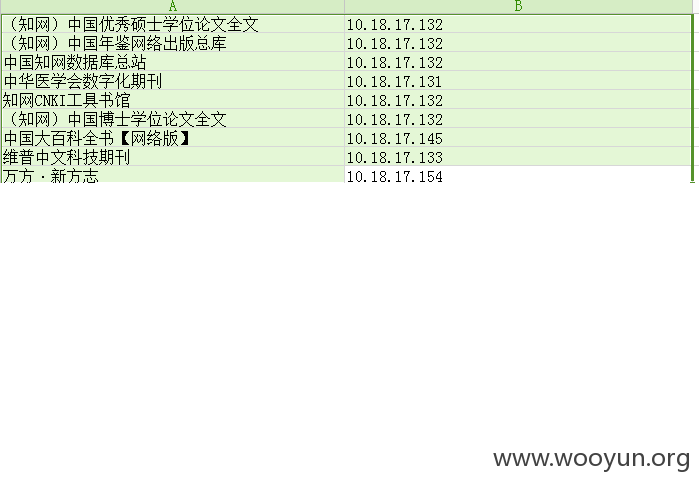 A B
（知网）中国优秀硕士学位论文全文 10.18.17.132
（知网）中国年鉴网络出版总库 10.18.17.132
中国知网数据库总站 10.18.17.132
中华医学会数字化期刊 10.18.17.131
知网CNKI工具书馆 10.18.17.132
（知网）中国博士学位论文全文 10.18.17.132
中国大百科全书【网络版】 10.18.17.145
维普中文科技期刊 10.18.17.133
万方·新方志 10.18.17.154
www.wooyun.org